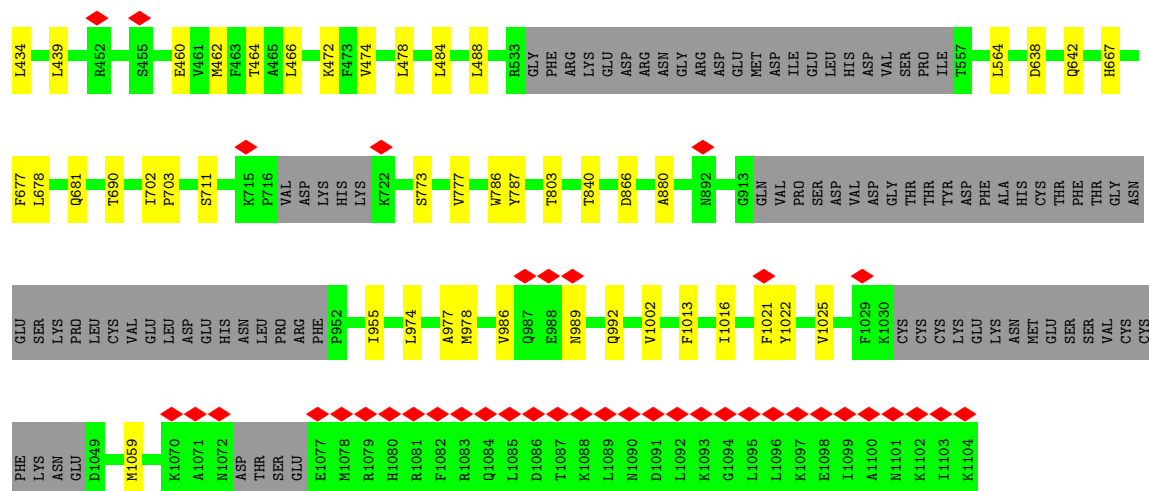 L434 L439 R452 S455 E460 V461 M462 F463 T464 A465 L466 K472 F473 V474 L478 L484 L488 R533 GLY PHE ARG LYS GLU ASP ARG ASN GLY ARG ASP GLU MET ASP ILE GLU LEU HIS ASP VAL SER PRO ILE T557 L564 D638 Q642 H667
F677 L678 Q681 T690 I702 P703 S711 K715 P716 VAL ASP LYS HIS LYS K722 S773 V777 W786 Y787 T803 T840 D866 A880 N892 G913 GLN VAL PRO SER ASP VAL ASP GLY THR THR TYR ASP PHE ALA HIS CYS THR PHE THR GLY ASN
GLU SER LYS PRO LEU CYS VAL GLU LEU ASP GLU HIS ASN LEU PRO ARG PHE P952 I955 L974 A977 M978 V986 Q987 E988 N989 Q992 V1002 F1013 I1016 F1021 Y1022 V1025 F1029 K1030 CYS CYS CYS LYS GLU LYS ASN MET GLU SER SER VAL CYS CYS
PHE LYS ASN GLU D1049 M1059 K1070 A1071 N1072 ASP THR SER GLU E1077 M1078 R1079 H1080 R1081 F1082 R1083 Q1084 L1085 D1086 T1087 K1088 L1089 N1090 D1091 L1092 K1093 G1094 L1095 L1096 K1097 E1098 I1099 A1100 N1101 K1102 I1103 K1104